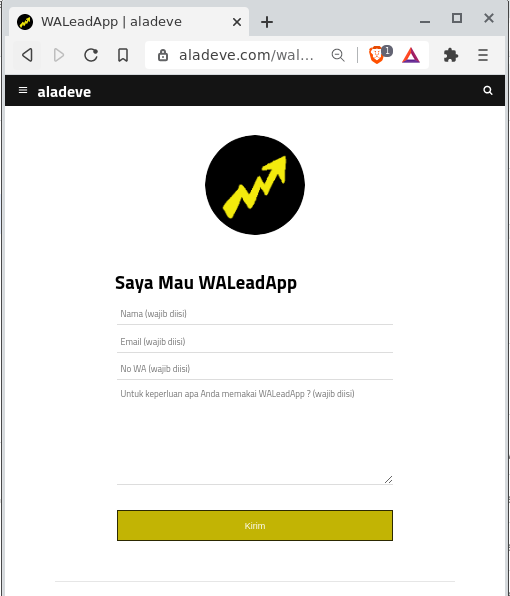 WALeadApp | aladeve
aladeve.com/wal...
1
aladeve
Saya Mau WALeadApp
Nama (wajib diisi)
Email (wajib diisi)
No WA (wajib diisi)
Untuk keperluan apa Anda memakai WALeadApp ? (wajib diisi)
Kirim